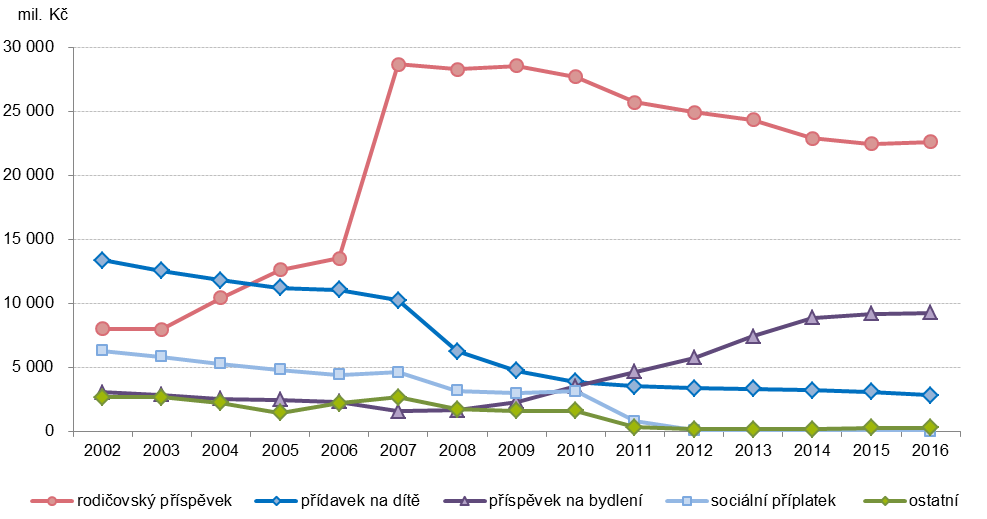 mil. Kč
30 000
25 000
20 000
15 000
10 000
5 000
0
2002 2003 2004 2005 2006 2007 2008 2009 2010 2011 2012 2013 2014 2015 2016
rodičovský příspěvek přídavek na dítě příspěvek na bydlení sociální příplatek ostatní